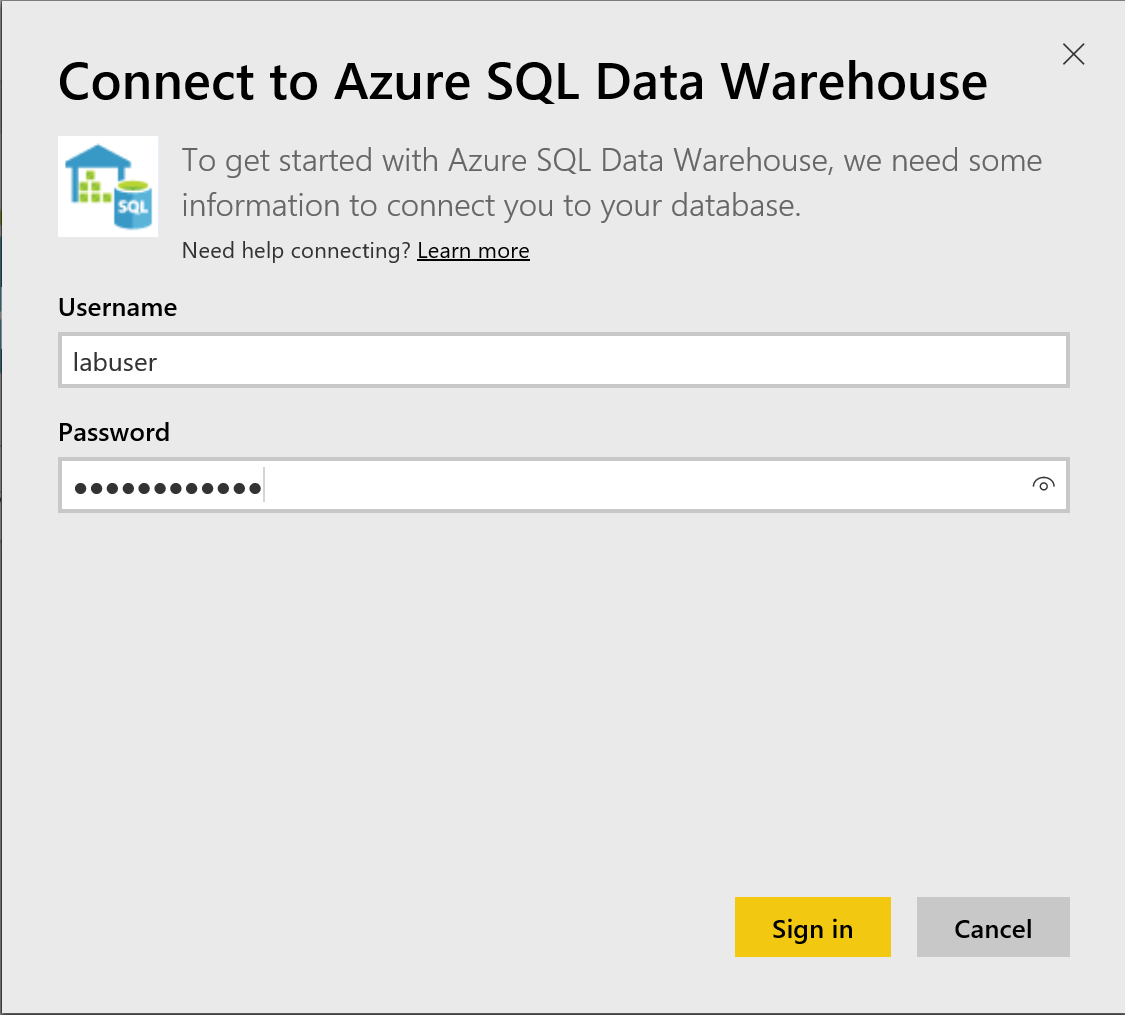 Connect to Azure SQL Data Warehouse
To get started with Azure SQL Data Warehouse, we need some
information to connect you to your database.
SQL
Need help connecting? Learn more
Username
labuser
Password
●●●●●●●●●●●●
Sign in
Cancel